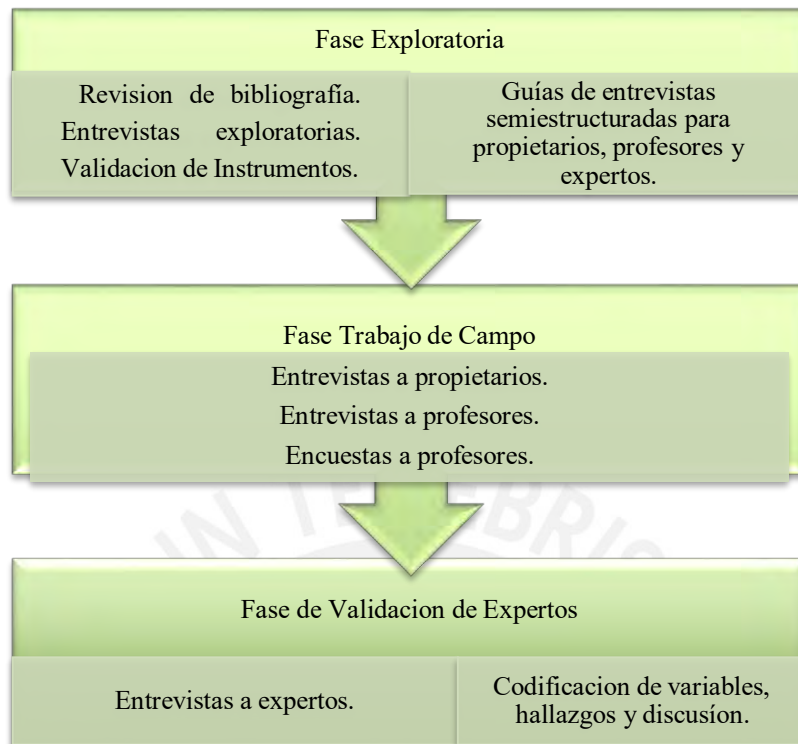 Fase Exploratoria
Revision de bibliografía.
Entrevistas exploratorias.
Validacion de Instrumentos.
Guías de entrevistas
semiestructuradas para
propietarios, profesores y
expertos.
Fase Trabajo de Campo
Entrevistas a propietarios.
Entrevistas a profesores.
Encuestas a profesores.
IN TENEBRIS
Fase de Validacion de Expertos
Entrevistas a expertos.
Codificacion de variables,
hallazgos y discusíon.